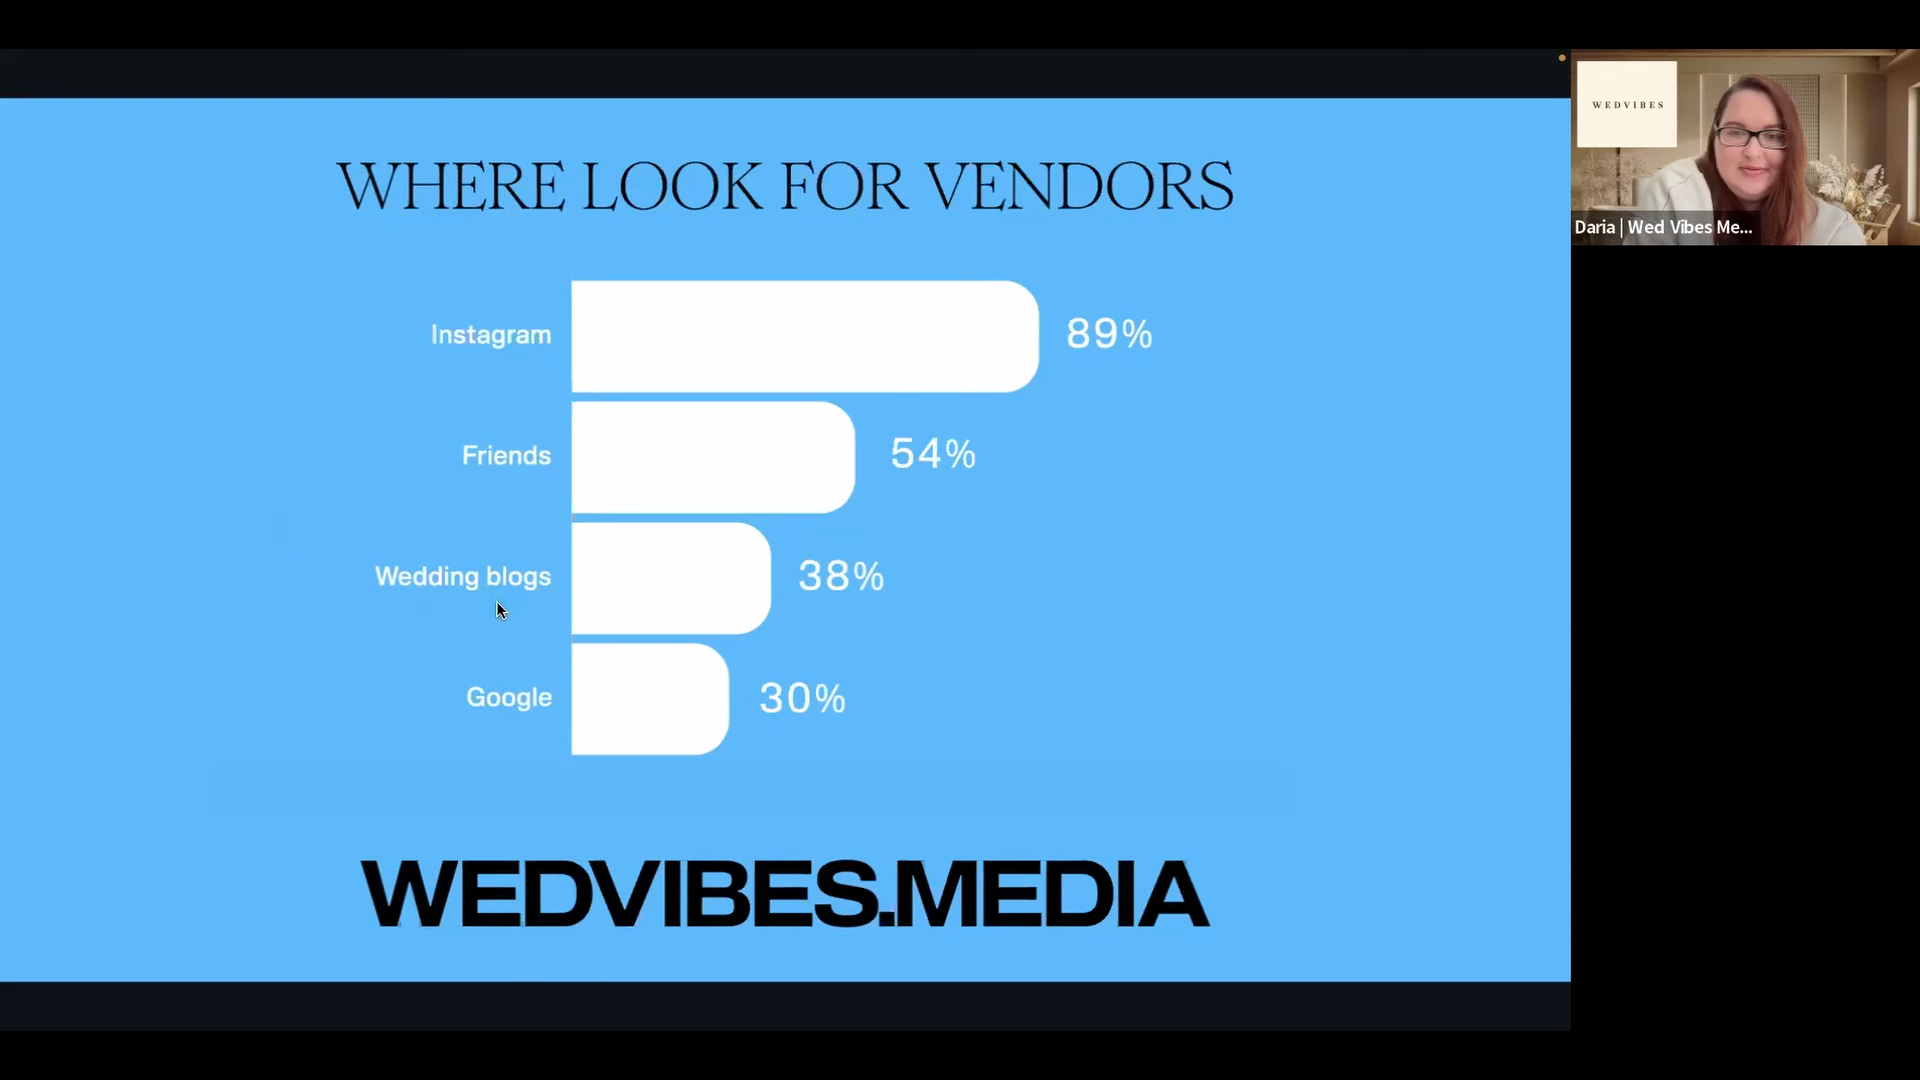 WHERE LOOK FOR VENDORS
Instagram 89%
Friends 54%
Wedding blogs 38%
Google 30%
WEDVIBES.MEDIA
WEDVIBES
Daria | Wed Vibes Me...